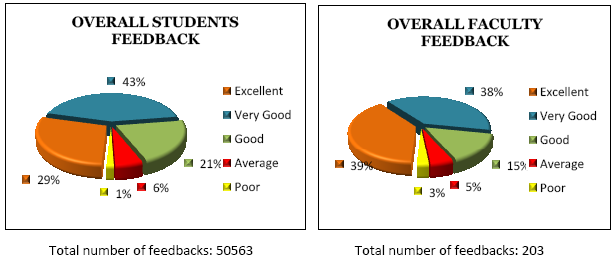 OVERALL STUDENTS
FEEDBACK
43%
Excellent
Very Good
Good
Average
Poor
21%
29%
1%
6%
Total number of feedbacks: 50563
OVERALL FACULTY
FEEDBACK
38%
Excellent
Very Good
Good
Average
Poor
39%
15%
3%
5%
Total number of feedbacks: 203